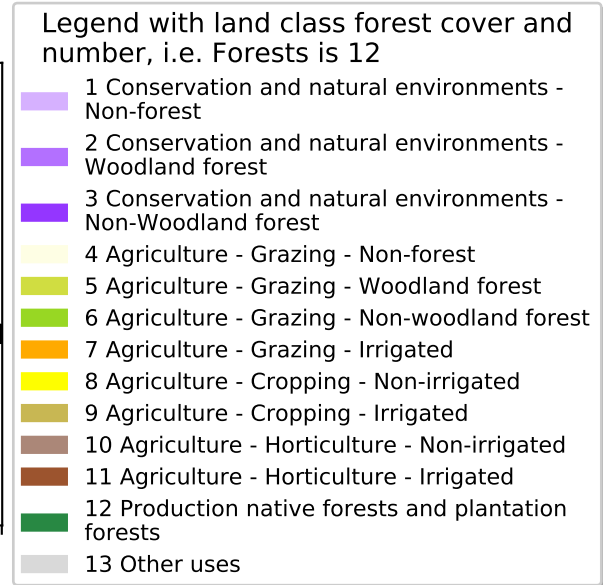 Legend with land class forest cover and
number, i.e. Forests is 12
1 Conservation and natural environments -
Non-forest
2 Conservation and natural environments -
Woodland forest
3 Conservation and natural environments -
Non-Woodland forest
4 Agriculture - Grazing - Non-forest
5 Agriculture - Grazing - Woodland forest
6 Agriculture - Grazing - Non-woodland forest
7 Agriculture - Grazing - Irrigated
8 Agriculture - Cropping - Non-irrigated
9 Agriculture - Cropping - Irrigated
10 Agriculture - Horticulture - Non-irrigated
11 Agriculture - Horticulture - Irrigated
12 Production native forests and plantation
forests
13 Other uses